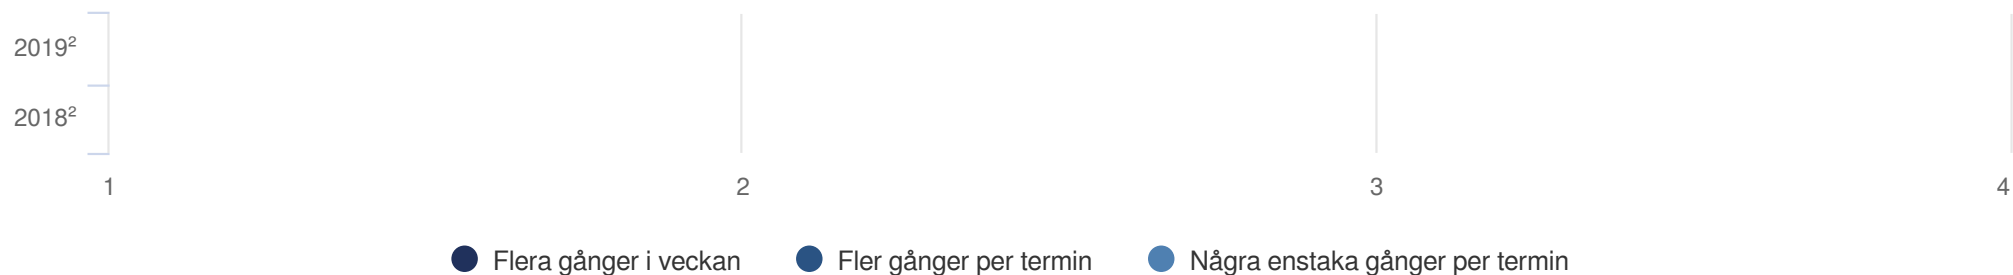 2019²
2018²
1 2 3 4
Flera gånger i veckan Fler gånger per termin Några enstaka gånger per termin